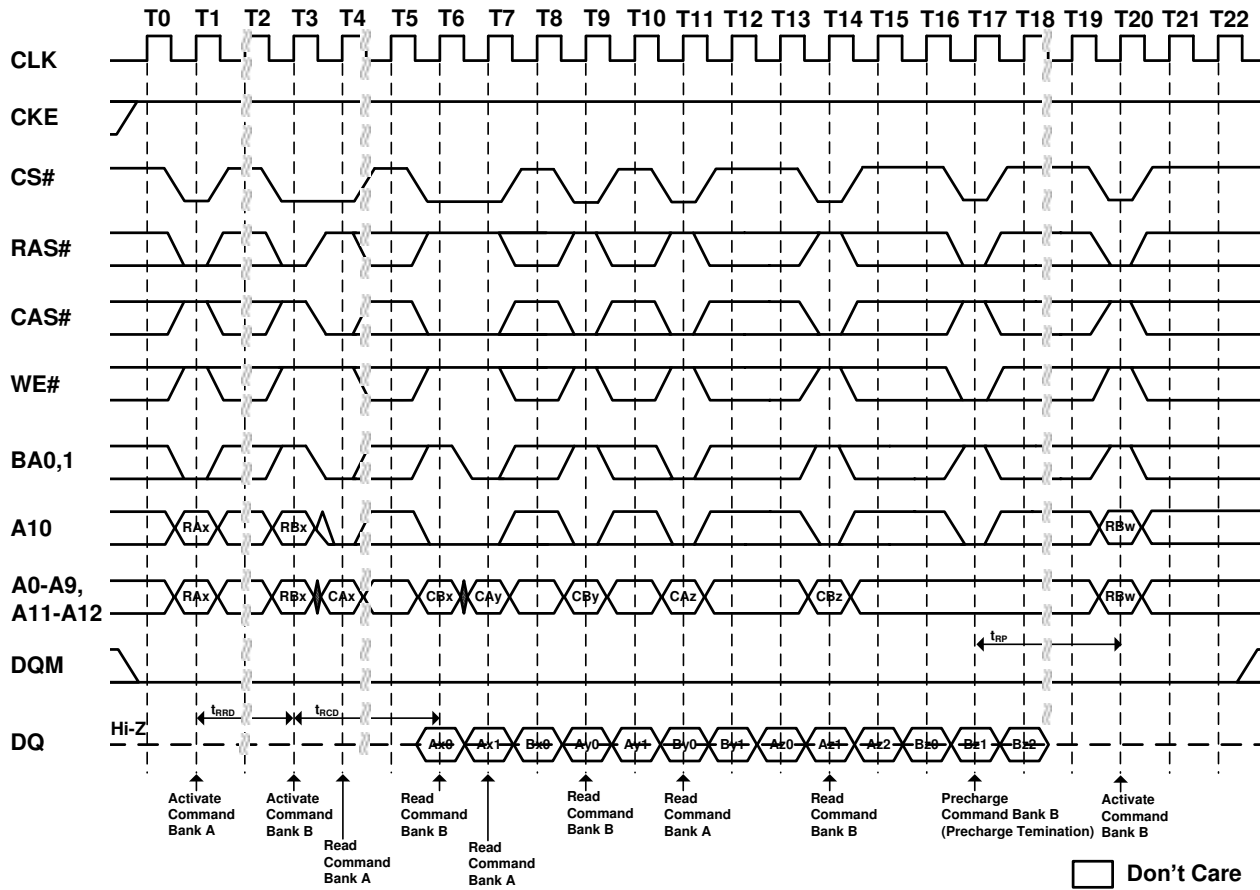 T0 T1 T2 T3 T4 T5 T6 T7 T8 T9 T10 T11 T12 T13 T14 T15 T16 T17 T18 T19 T20 T21 T22
CLK
CKE
CS#
RAS#
CAS#
WE#
BA0,1
A10
RAx RBx RBw
A0-A9,
A11-A12
RAx RBx CAx CBx CAy CBy CAz CBz RBw
tRP
DQM
tRRD tRCD
Hi-Z
DQ
Ax0 Ax1 Bx0 Ay0 Ay1 By0 By1 Az0 Az1 Az2 Bz0 Bz1 Bz2
Activate
Command
Bank A
Activate
Command
Bank B
Read
Command
Bank A
Read
Command
Bank B
Read
Command
Bank A
Read
Command
Bank B
Read
Command
Bank A
Read
Command
Bank B
Precharge
Command Bank B
(Precharge Temination)
Activate
Command
Bank B
Don't Care